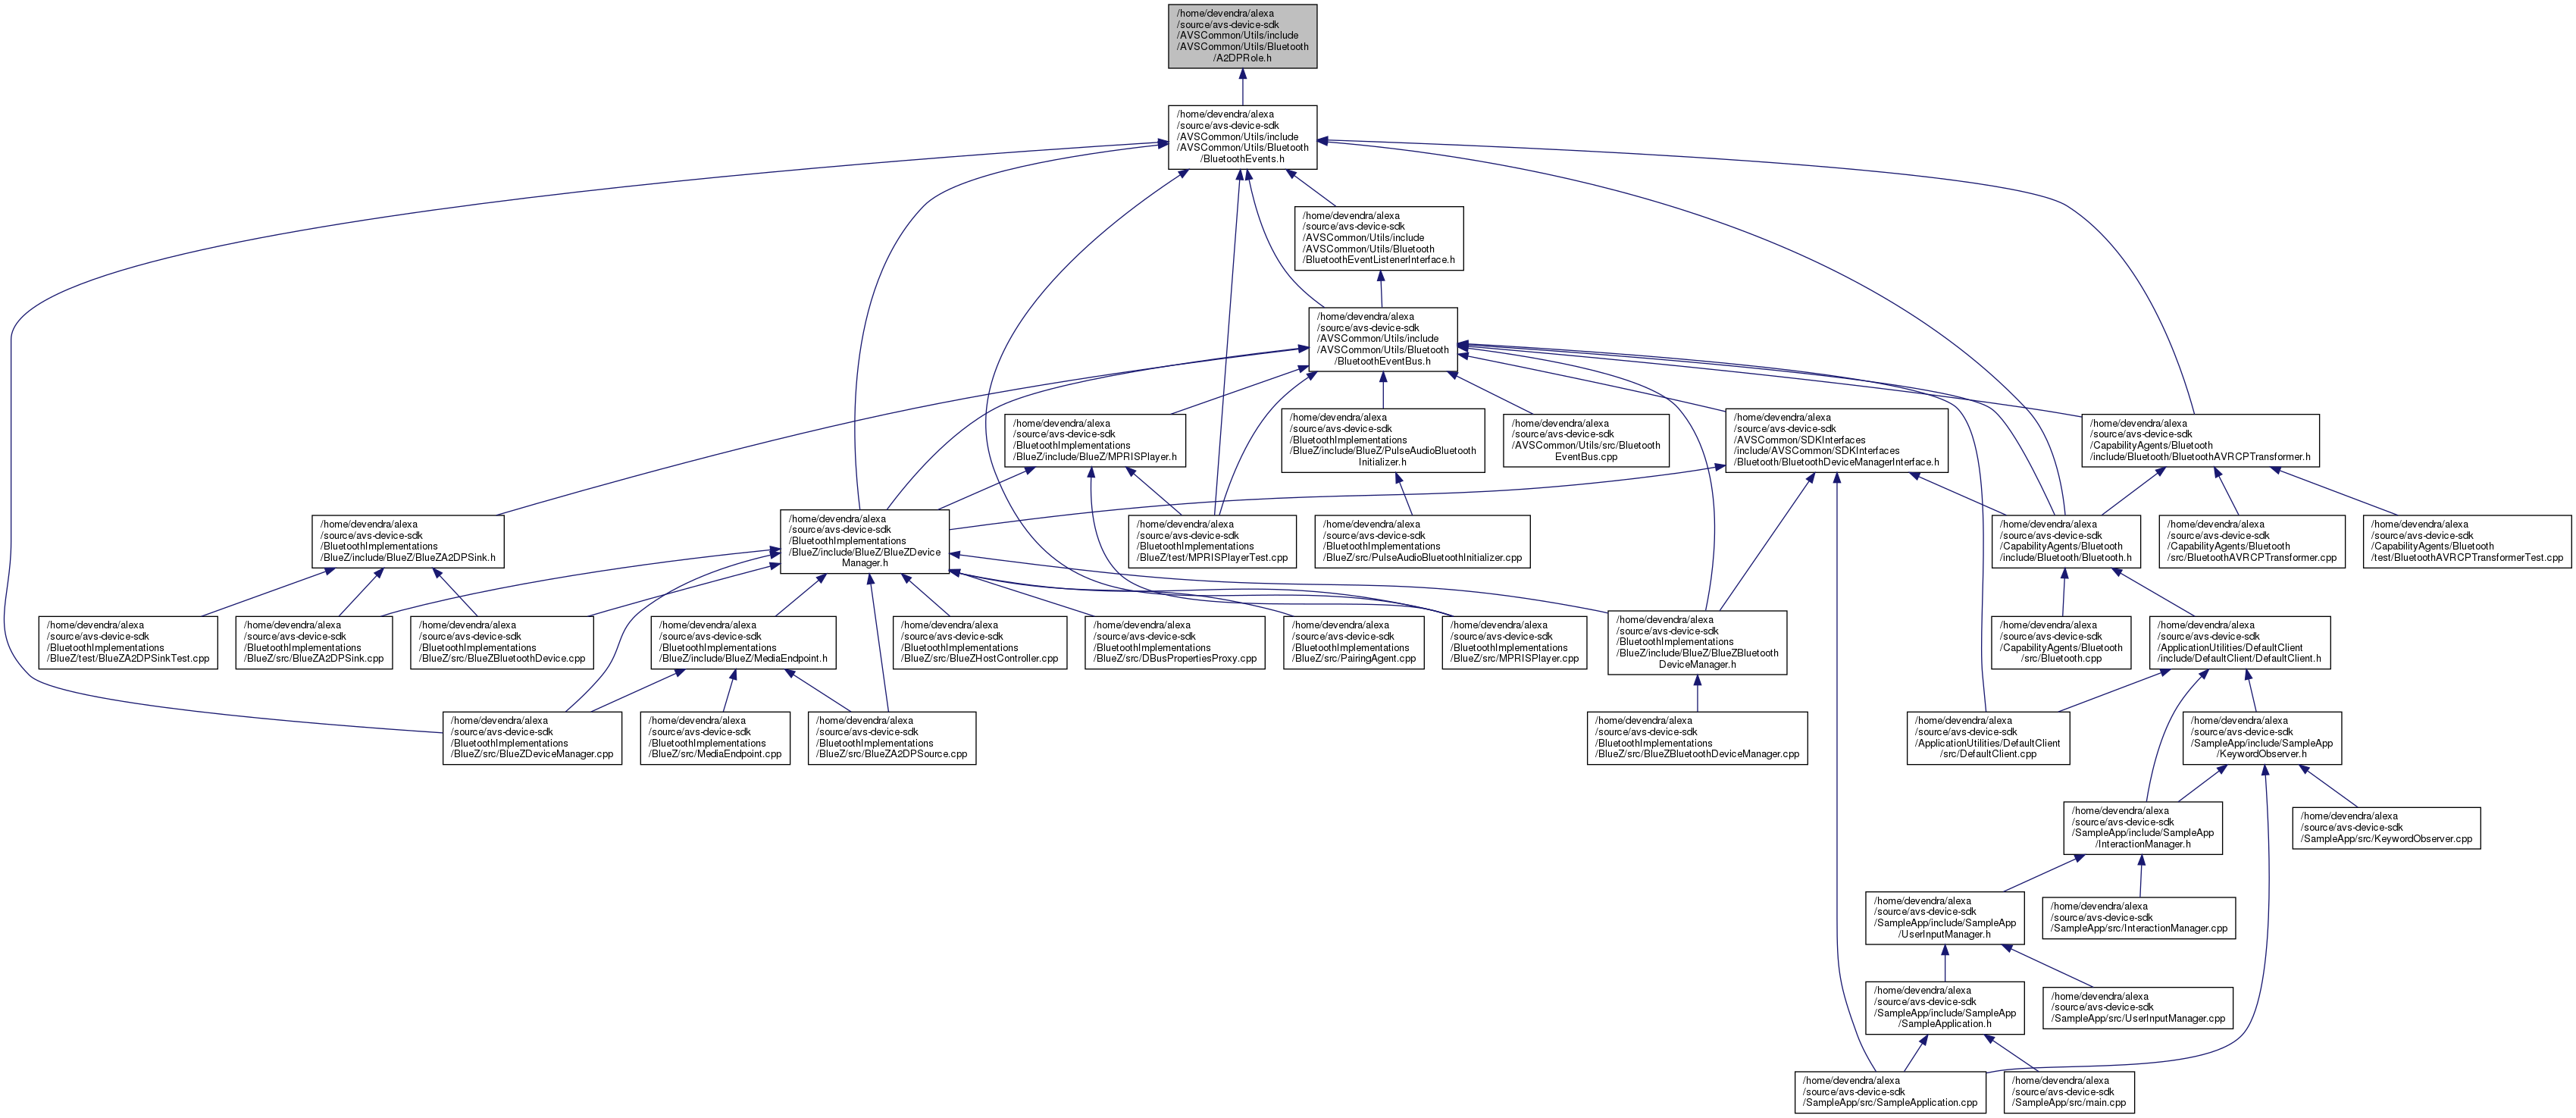 /home/devendra/alexa
/source/avs-device-sdk
/AVSCommon/Utils/include
/AVSCommon/Utils/Bluetooth
/A2DPRole.h
/home/devendra/alexa
/source/avs-device-sdk
/AVSCommon/Utils/include
/AVSCommon/Utils/Bluetooth
/BluetoothEvents.h
/home/devendra/alexa
/source/avs-device-sdk
/AVSCommon/Utils/include
/AVSCommon/Utils/Bluetooth
/BluetoothEventListenerInterface.h
/home/devendra/alexa
/source/avs-device-sdk
/AVSCommon/Utils/include
/AVSCommon/Utils/Bluetooth
/BluetoothEventBus.h
/home/devendra/alexa
/source/avs-device-sdk
/BluetoothImplementations
/BlueZ/include/BlueZ/MPRISPlayer.h
/home/devendra/alexa
/source/avs-device-sdk
/BluetoothImplementations
/BlueZ/include/BlueZ/PulseAudioBluetooth
Initializer.h
/home/devendra/alexa
/source/avs-device-sdk
/AVSCommon/Utils/src/Bluetooth
EventBus.cpp
/home/devendra/alexa
/source/avs-device-sdk
/AVSCommon/SDKInterfaces
/include/AVSCommon/SDKInterfaces
/Bluetooth/BluetoothDeviceManagerInterface.h
/home/devendra/alexa
/source/avs-device-sdk
/CapabilityAgents/Bluetooth
/include/Bluetooth/BluetoothAVRCPTransformer.h
/home/devendra/alexa
/source/avs-device-sdk
/BluetoothImplementations
/BlueZ/include/BlueZ/BlueZA2DPSink.h
/home/devendra/alexa
/source/avs-device-sdk
/BluetoothImplementations
/BlueZ/include/BlueZ/BlueZDevice
Manager.h
/home/devendra/alexa
/source/avs-device-sdk
/BluetoothImplementations
/BlueZ/test/MPRISPlayerTest.cpp
/home/devendra/alexa
/source/avs-device-sdk
/BluetoothImplementations
/BlueZ/src/PulseAudioBluetoothInitializer.cpp
/home/devendra/alexa
/source/avs-device-sdk
/CapabilityAgents/Bluetooth
/include/Bluetooth/Bluetooth.h
/home/devendra/alexa
/source/avs-device-sdk
/CapabilityAgents/Bluetooth
/src/BluetoothAVRCPTransformer.cpp
/home/devendra/alexa
/source/avs-device-sdk
/CapabilityAgents/Bluetooth
/test/BluetoothAVRCPTransformerTest.cpp
/home/devendra/alexa
/source/avs-device-sdk
/BluetoothImplementations
/BlueZ/test/BlueZA2DPSinkTest.cpp
/home/devendra/alexa
/source/avs-device-sdk
/BluetoothImplementations
/BlueZ/src/BlueZA2DPSink.cpp
/home/devendra/alexa
/source/avs-device-sdk
/BluetoothImplementations
/BlueZ/src/BlueZBluetoothDevice.cpp
/home/devendra/alexa
/source/avs-device-sdk
/BluetoothImplementations
/BlueZ/include/BlueZ/MediaEndpoint.h
/home/devendra/alexa
/source/avs-device-sdk
/BluetoothImplementations
/BlueZ/src/BlueZHostController.cpp
/home/devendra/alexa
/source/avs-device-sdk
/BluetoothImplementations
/BlueZ/src/DBusPropertiesProxy.cpp
/home/devendra/alexa
/source/avs-device-sdk
/BluetoothImplementations
/BlueZ/src/PairingAgent.cpp
/home/devendra/alexa
/source/avs-device-sdk
/BluetoothImplementations
/BlueZ/src/MPRISPlayer.cpp
/home/devendra/alexa
/source/avs-device-sdk
/BluetoothImplementations
/BlueZ/include/BlueZ/BlueZBluetooth
DeviceManager.h
/home/devendra/alexa
/source/avs-device-sdk
/CapabilityAgents/Bluetooth
/src/Bluetooth.cpp
/home/devendra/alexa
/source/avs-device-sdk
/ApplicationUtilities/DefaultClient
/include/DefaultClient/DefaultClient.h
/home/devendra/alexa
/source/avs-device-sdk
/BluetoothImplementations
/BlueZ/src/BlueZDeviceManager.cpp
/home/devendra/alexa
/source/avs-device-sdk
/BluetoothImplementations
/BlueZ/src/MediaEndpoint.cpp
/home/devendra/alexa
/source/avs-device-sdk
/BluetoothImplementations
/BlueZ/src/BlueZA2DPSource.cpp
/home/devendra/alexa
/source/avs-device-sdk
/BluetoothImplementations
/BlueZ/src/BlueZBluetoothDeviceManager.cpp
/home/devendra/alexa
/source/avs-device-sdk
/ApplicationUtilities/DefaultClient
/src/DefaultClient.cpp
/home/devendra/alexa
/source/avs-device-sdk
/SampleApp/include/SampleApp
/KeywordObserver.h
/home/devendra/alexa
/source/avs-device-sdk
/SampleApp/include/SampleApp
/InteractionManager.h
/home/devendra/alexa
/source/avs-device-sdk
/SampleApp/src/KeywordObserver.cpp
/home/devendra/alexa
/source/avs-device-sdk
/SampleApp/include/SampleApp
/UserInputManager.h
/home/devendra/alexa
/source/avs-device-sdk
/SampleApp/src/InteractionManager.cpp
/home/devendra/alexa
/source/avs-device-sdk
/SampleApp/include/SampleApp
/SampleApplication.h
/home/devendra/alexa
/source/avs-device-sdk
/SampleApp/src/UserInputManager.cpp
/home/devendra/alexa
/source/avs-device-sdk
/SampleApp/src/SampleApplication.cpp
/home/devendra/alexa
/source/avs-device-sdk
/SampleApp/src/main.cpp